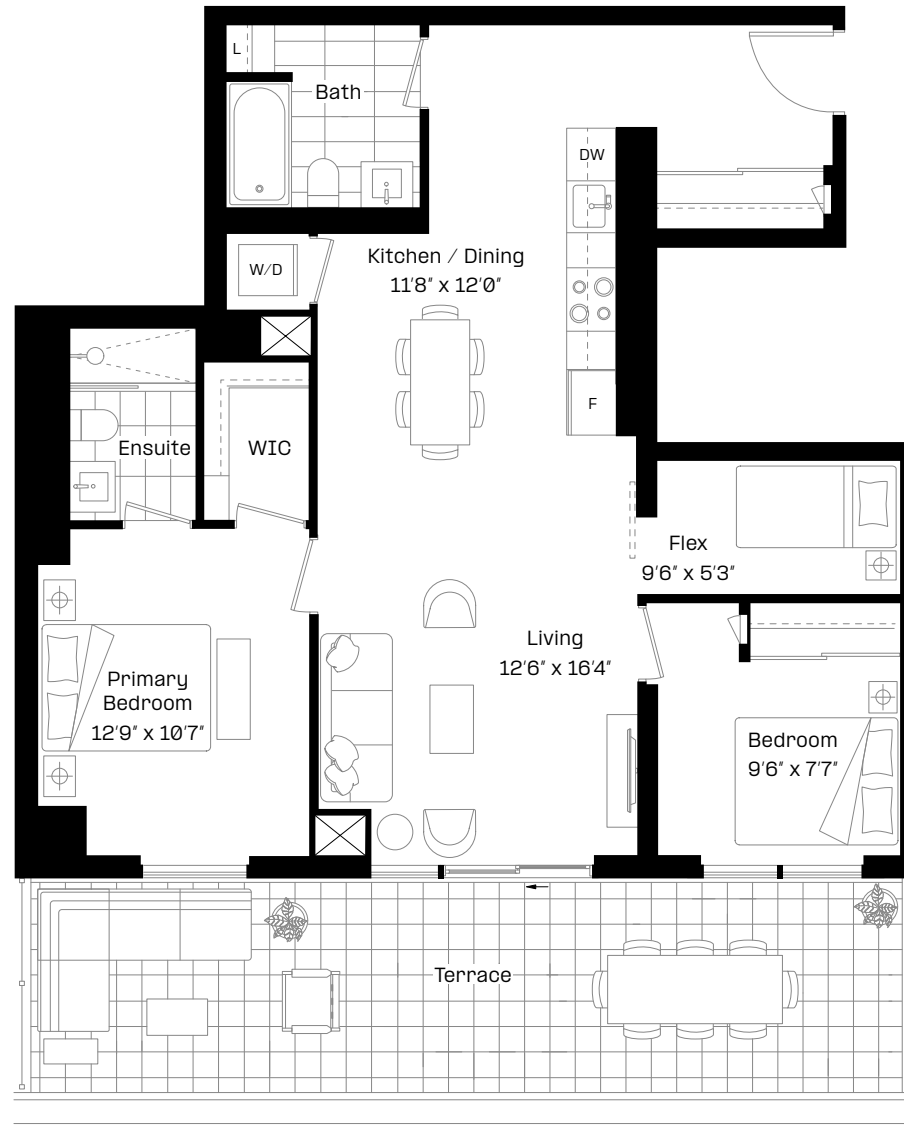 L
Bath
DW
W/D
Kitchen / Dining
11'8" x 12'0"
F
Ensuite
WIC
Flex
9'6" x 5'3"
Living
12'6" x 16'4"
Primary
Bedroom
12'9" x 10'7"
Bedroom
9'6" x 7'7"
Terrace